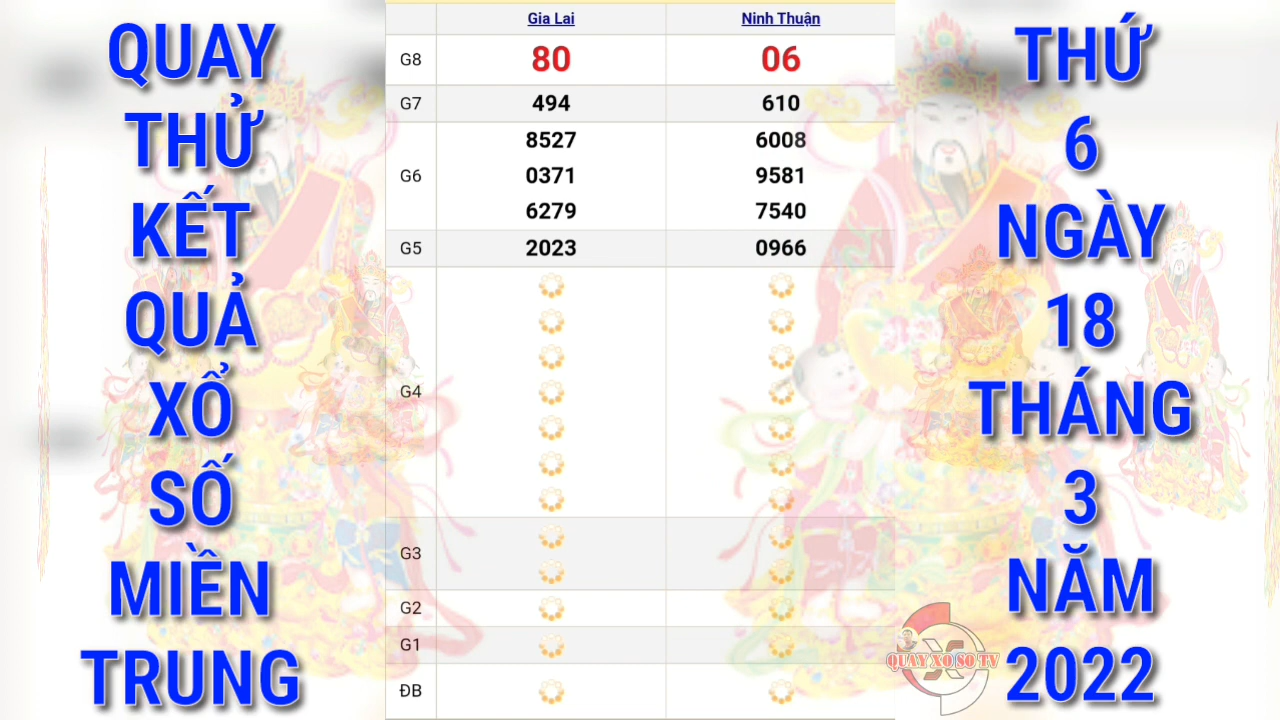 QUAY
THỬ
KẾT
QUẢ
XỔ
SỐ
MIỀN
TRUNG
Gia Lai Ninh Thuận
G8 80 06
G7 494 610
8527 6008
G6 0371 9581
6279 7540
G5 2023 0966
G4
G3
G2
G1
ĐB
THỨ
6
NGÀY
18
THÁNG
3
NĂM
2022
QUAY XO SO TV